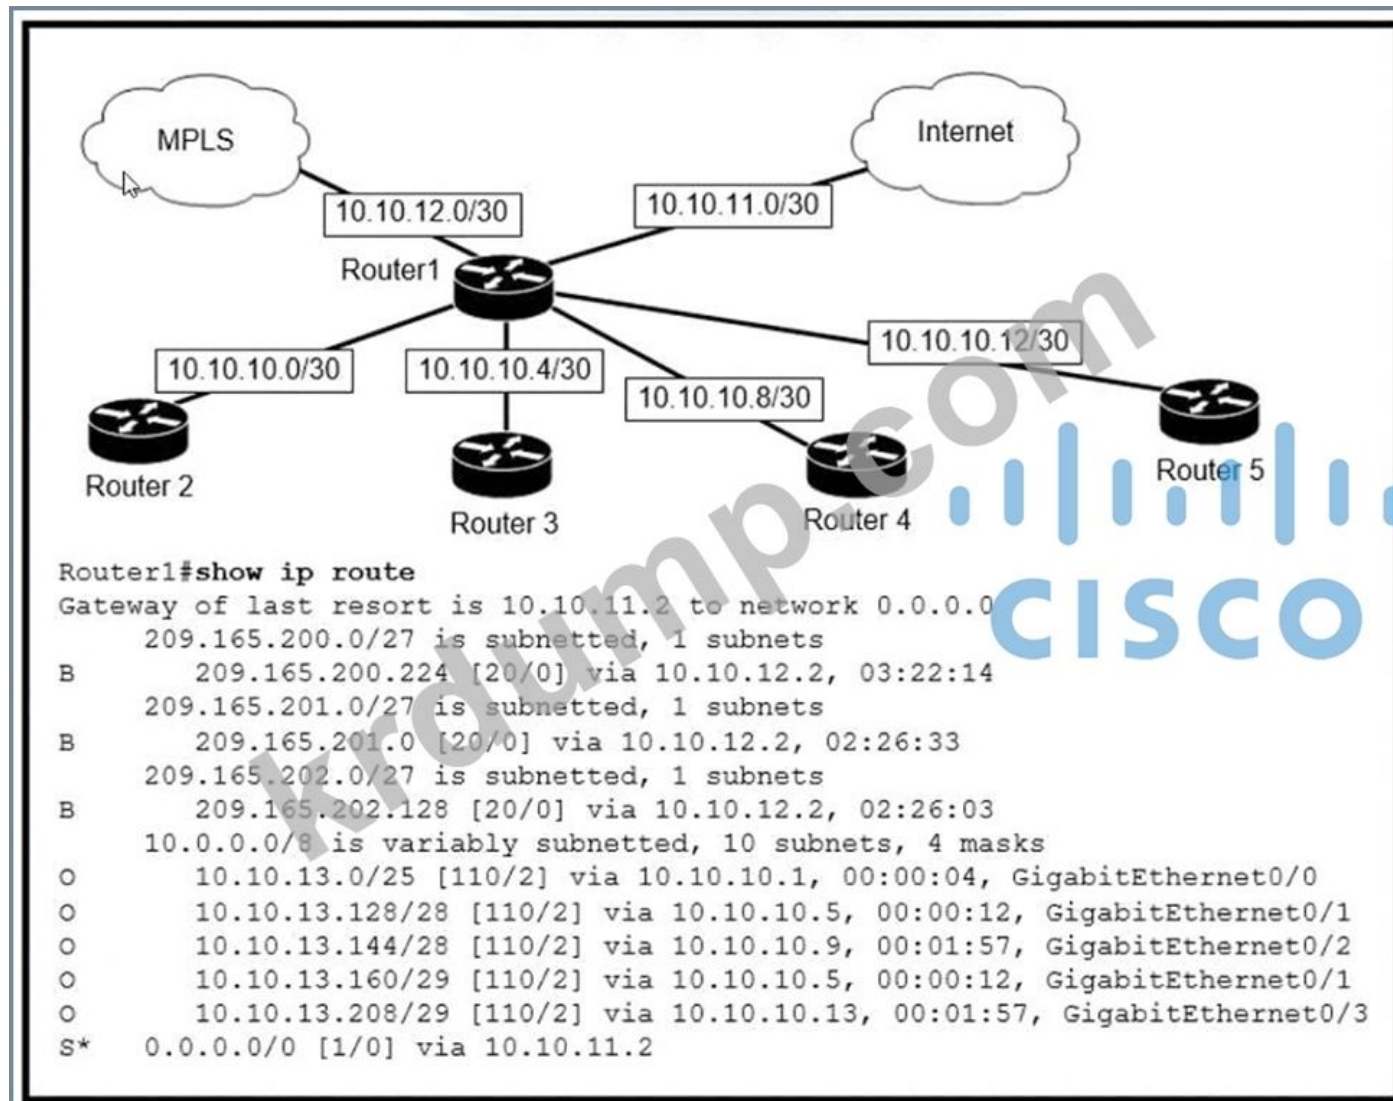 MPLS
Internet
10.10.12.0/30
10.10.11.0/30
Router1
10.10.10.12/30
10.10.10.0/30
10.10.10.4/30
10.10.10.8/30
Router 2
Router 3
Router 4
Router 5
krdump.com
CISCO
Router1#show ip route
Gateway of last resort is 10.10.11.2 to network 0.0.0.0
209.165.200.0/27 is subnetted, 1 subnets
B 209.165.200.224 [20/0] via 10.10.12.2, 03:22:14
209.165.201.0/27 is subnetted, 1 subnets
B 209.165.201.0 [20/0] via 10.10.12.2, 02:26:33
209.165.202.0/27 is subnetted, 1 subnets
B 209.165.202.128 [20/0] via 10.10.12.2, 02:26:03
10.0.0.0/8 is variably subnetted, 10 subnets, 4 masks
O 10.10.13.0/25 [110/2] via 10.10.10.1, 00:00:04, GigabitEthernet0/0
O 10.10.13.128/28 [110/2] via 10.10.10.5, 00:00:12, GigabitEthernet0/1
O 10.10.13.144/28 [110/2] via 10.10.10.9, 00:01:57, GigabitEthernet0/2
O 10.10.13.160/29 [110/2] via 10.10.10.5, 00:00:12, GigabitEthernet0/1
O 10.10.13.208/29 [110/2] via 10.10.10.13, 00:01:57, GigabitEthernet0/3
S* 0.0.0.0/0 [1/0] via 10.10.11.2